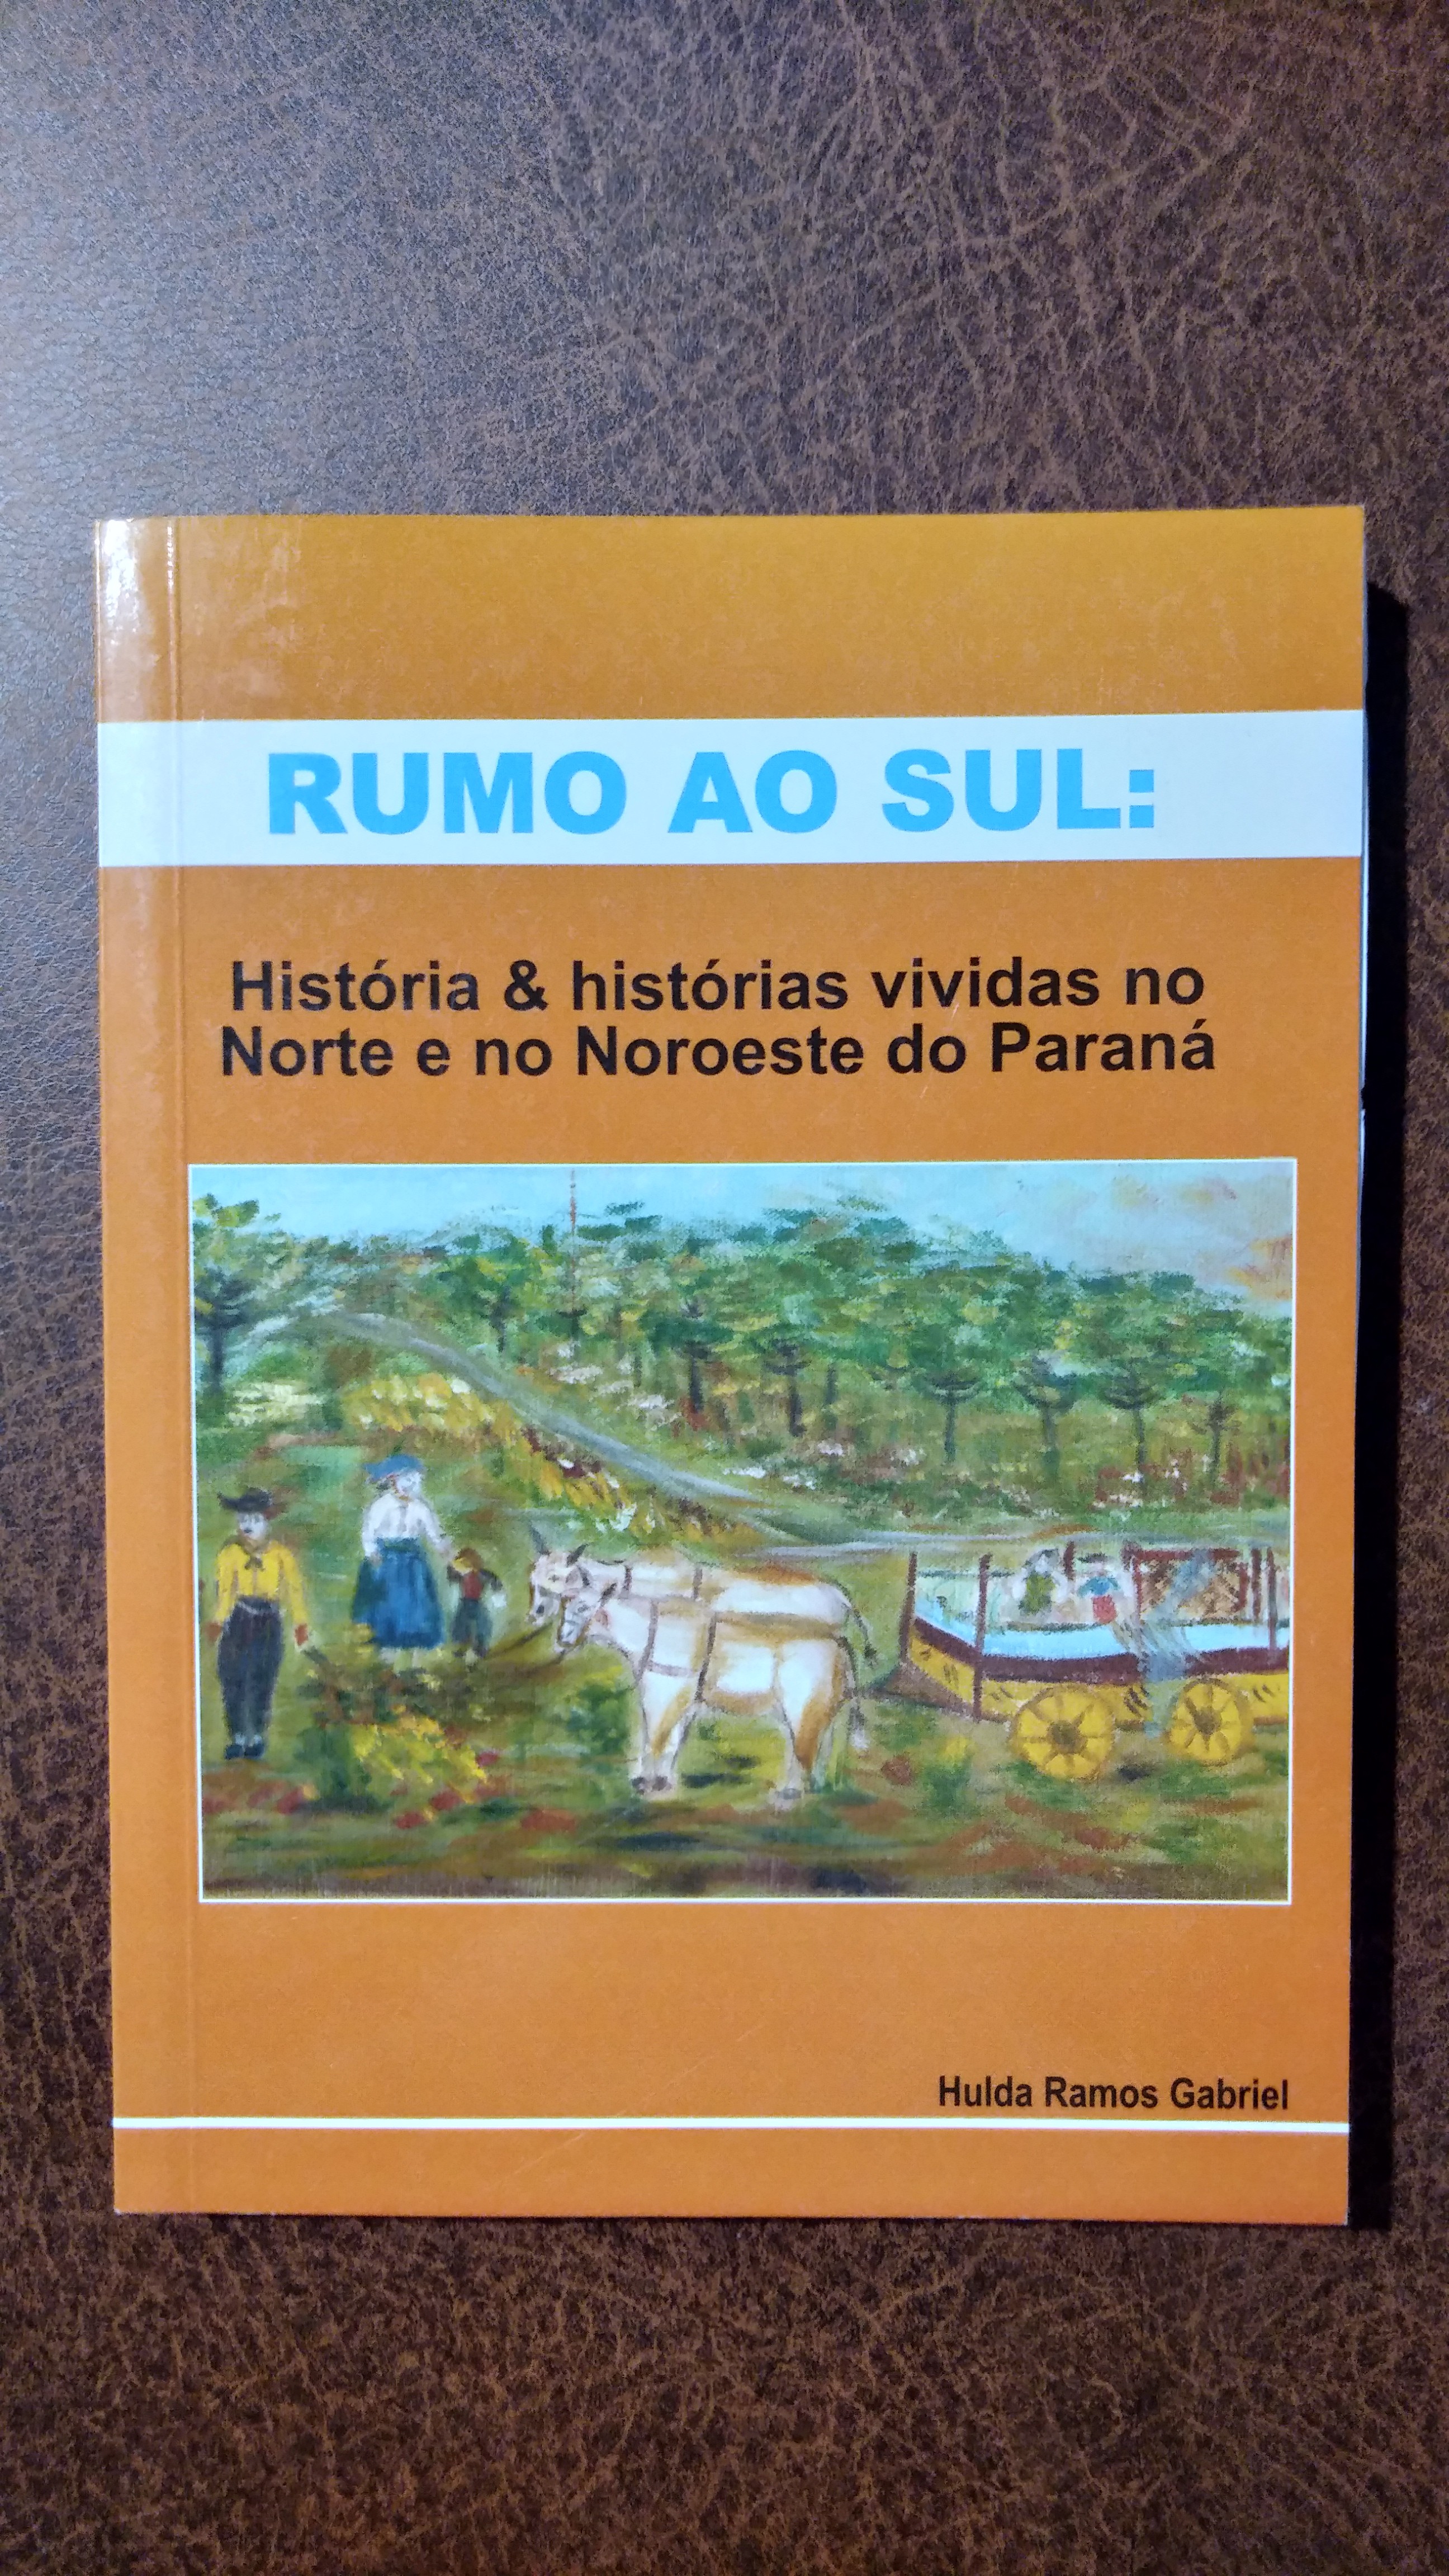 RUMO AO SUL:
História & histórias vividas no
Norte e no Noroeste do Paraná
Hulda Ramos Gabriel